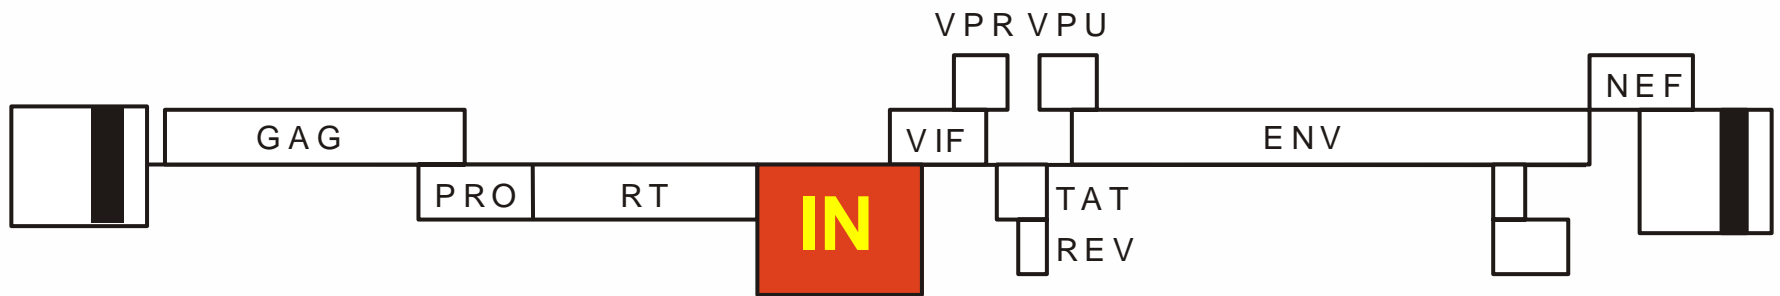 VPR VPU
NEF
GAG VIF ENV
PRO RT IN TAT
REV